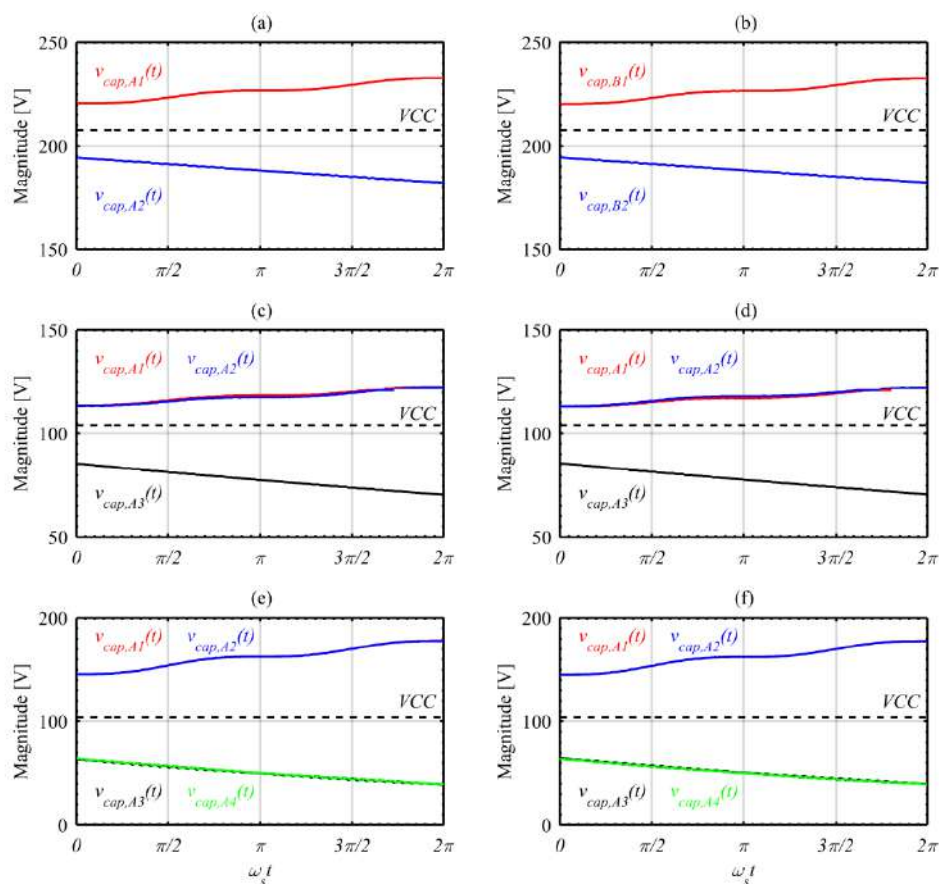 (a)
250
v_cap,A1(t)
VCC
200
v_cap,A2(t)
150
Magnitude [V]
0 π/2 π 3π/2 2π
(b)
250
v_cap,B1(t)
VCC
200
v_cap,B2(t)
150
Magnitude [V]
0 π/2 π 3π/2 2π
(c)
150
v_cap,A1(t) v_cap,A2(t)
VCC
100
v_cap,A3(t)
50
Magnitude [V]
0 π/2 π 3π/2 2π
(d)
150
v_cap,A1(t) v_cap,A2(t)
VCC
100
v_cap,A3(t)
50
Magnitude [V]
0 π/2 π 3π/2 2π
(e)
200
v_cap,A1(t) v_cap,A2(t)
VCC
100
v_cap,A3(t) v_cap,A4(t)
0
Magnitude [V]
0 π/2 π 3π/2 2π
ω_s t
(f)
200
v_cap,A1(t) v_cap,A2(t)
VCC
100
v_cap,A3(t) v_cap,A4(t)
0
Magnitude [V]
0 π/2 π 3π/2 2π
ω_s t